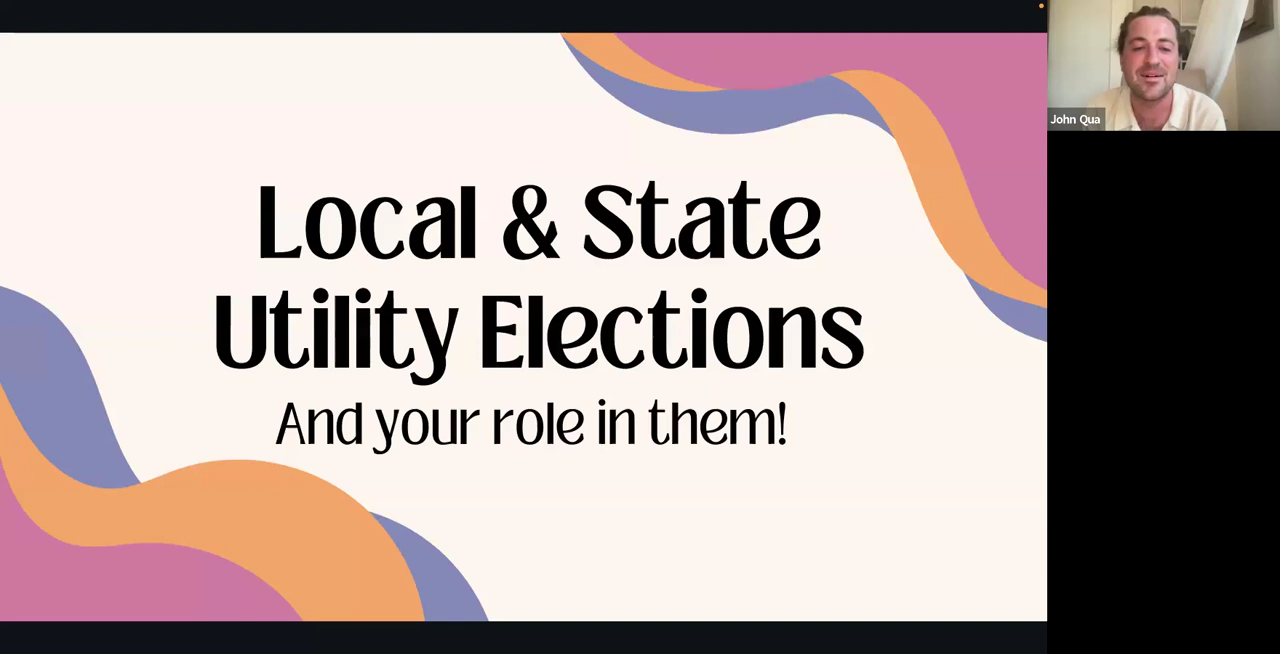 Local & State
Utility Elections
And your role in them!
John Qua